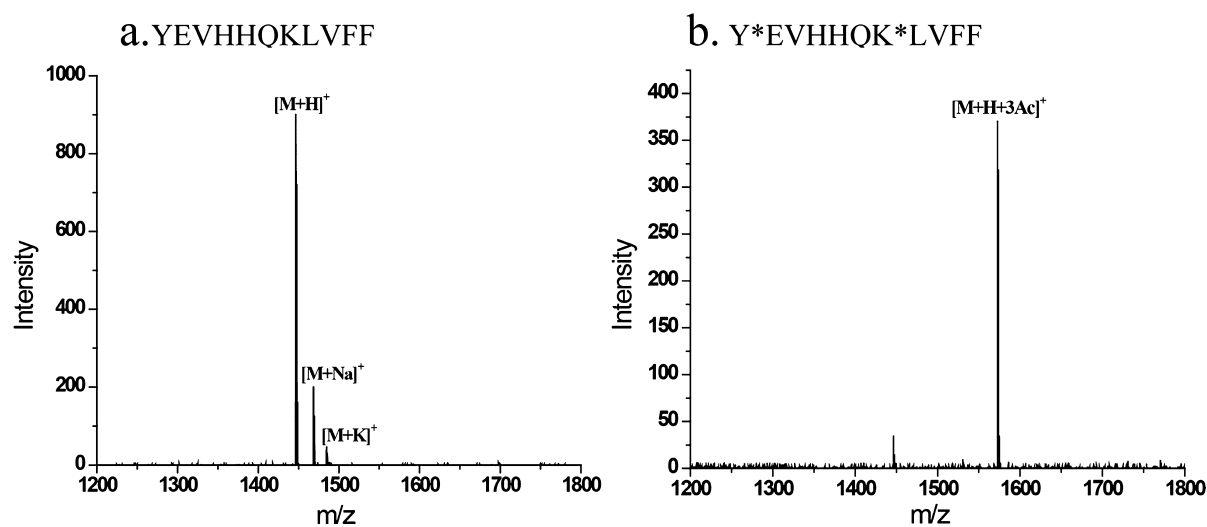 a.YEVHHQKLVFF
1000
[M+H]+
800
600
Intensity
400
[M+Na]+
200
[M+K]+
0
1200 1300 1400 1500 1600 1700 1800
m/z
b. Y*EVHHQK*LVFF
400
[M+H+3Ac]+
350
300
250
Intensity
200
150
100
50
0
1200 1300 1400 1500 1600 1700 1800
m/z